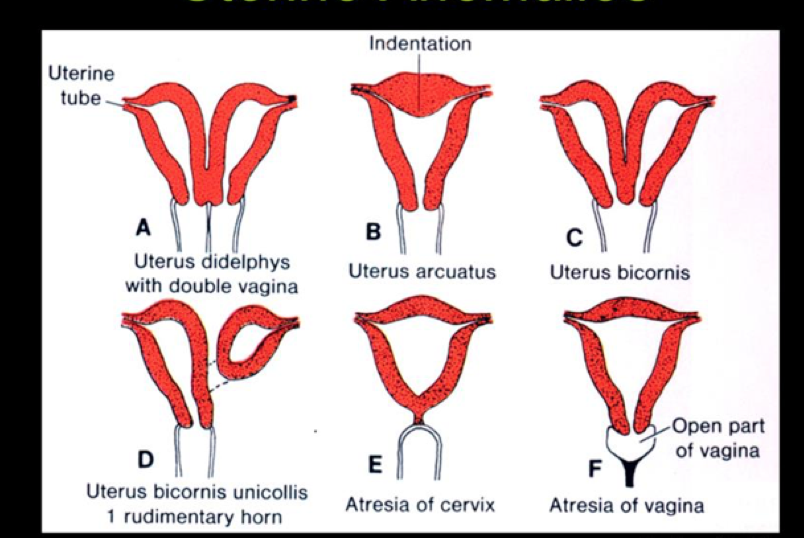 Indentation
Uterine
tube
A
B
C
Uterus didelphys
with double vagina
Uterus arcuatus
Uterus bicornis
D
E
F
Open part
of vagina
Uterus bicornis unicollis
1 rudimentary horn
Atresia of cervix
Atresia of vagina